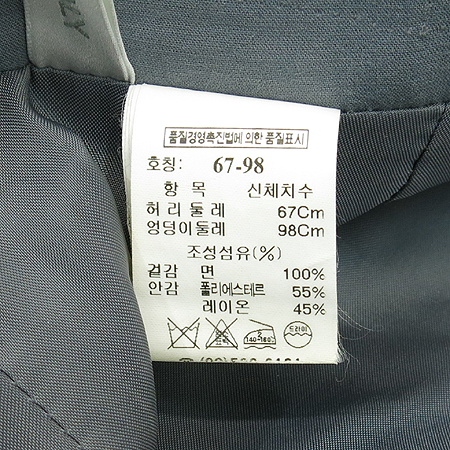 품질경영촉진법에 의한 품질표시
호칭: 67-98
항 목 신체치수
허리둘레 67Cm
엉덩이둘레 98Cm
조성섬유(%)
겉감 면 100%
안감 폴리에스테르 55%
레이온 45%
140~160℃ 드라이